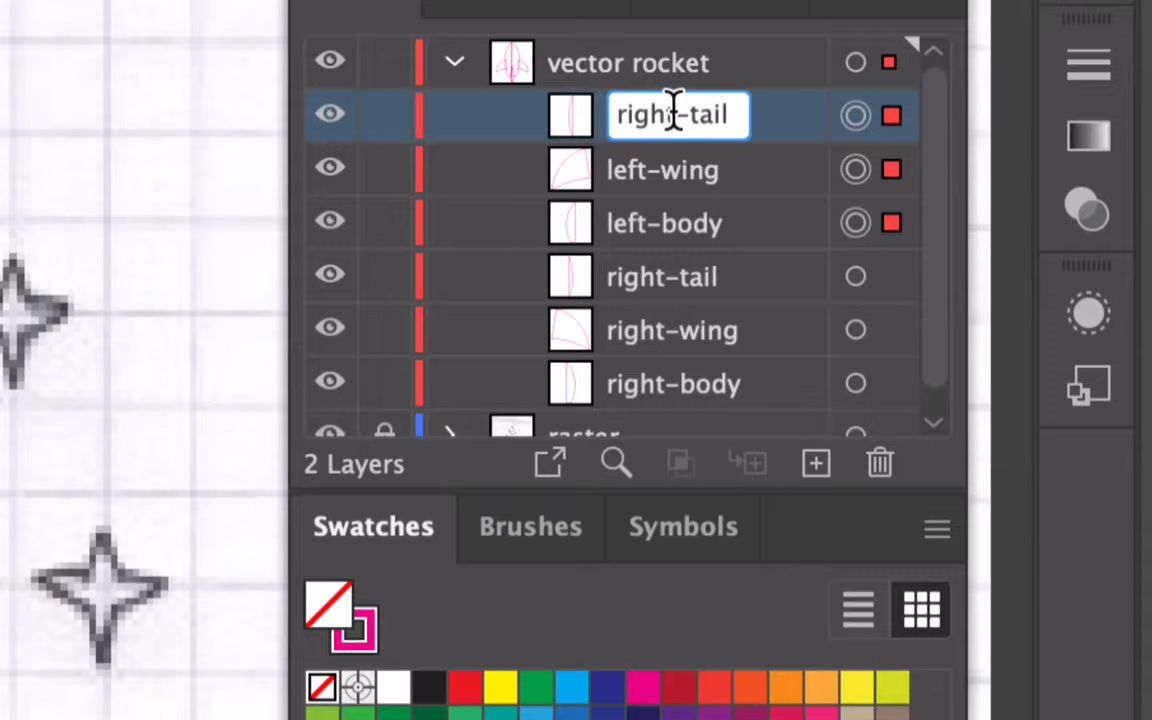 vector rocket
right-tail
left-wing
left-body
right-tail
right-wing
right-body
raster
2 Layers
Swatches Brushes Symbols